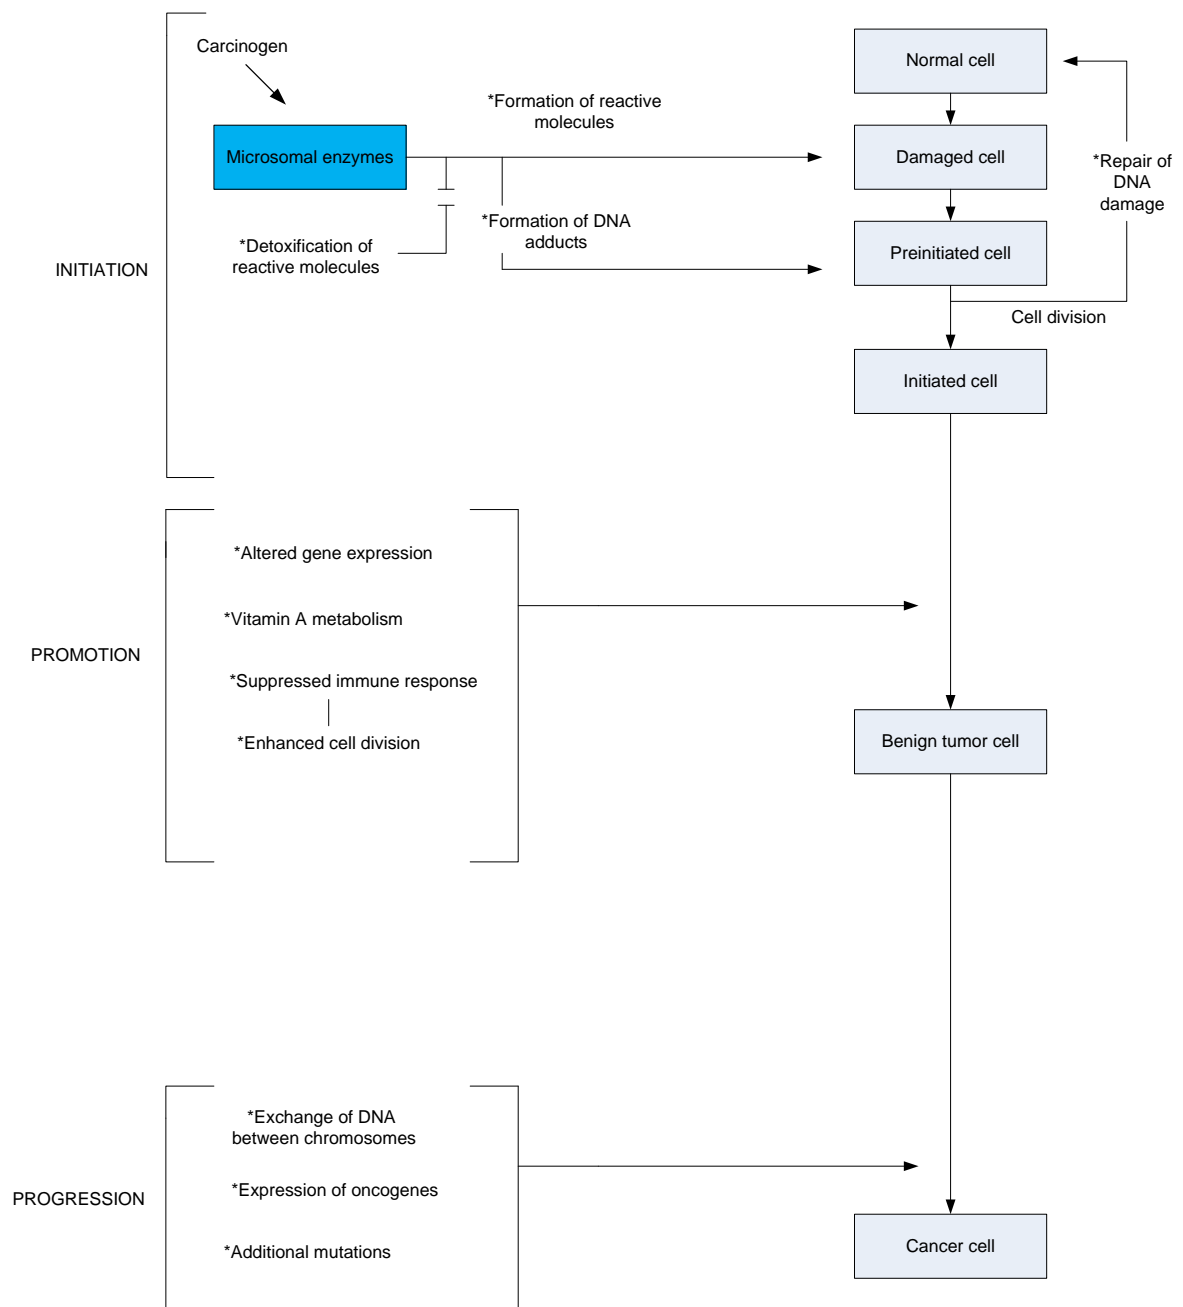 Carcinogen
Normal cell
*Formation of reactive
molecules
Microsomal enzymes
Damaged cell
*Repair of
DNA
damage
*Formation of DNA
adducts
*Detoxification of
reactive molecules
Preinitiated cell
INITIATION
Cell division
Initiated cell
*Altered gene expression
*Vitamin A metabolism
PROMOTION
*Suppressed immune response
*Enhanced cell division
Benign tumor cell
*Exchange of DNA
between chromosomes
*Expression of oncogenes
PROGRESSION
*Additional mutations
Cancer cell